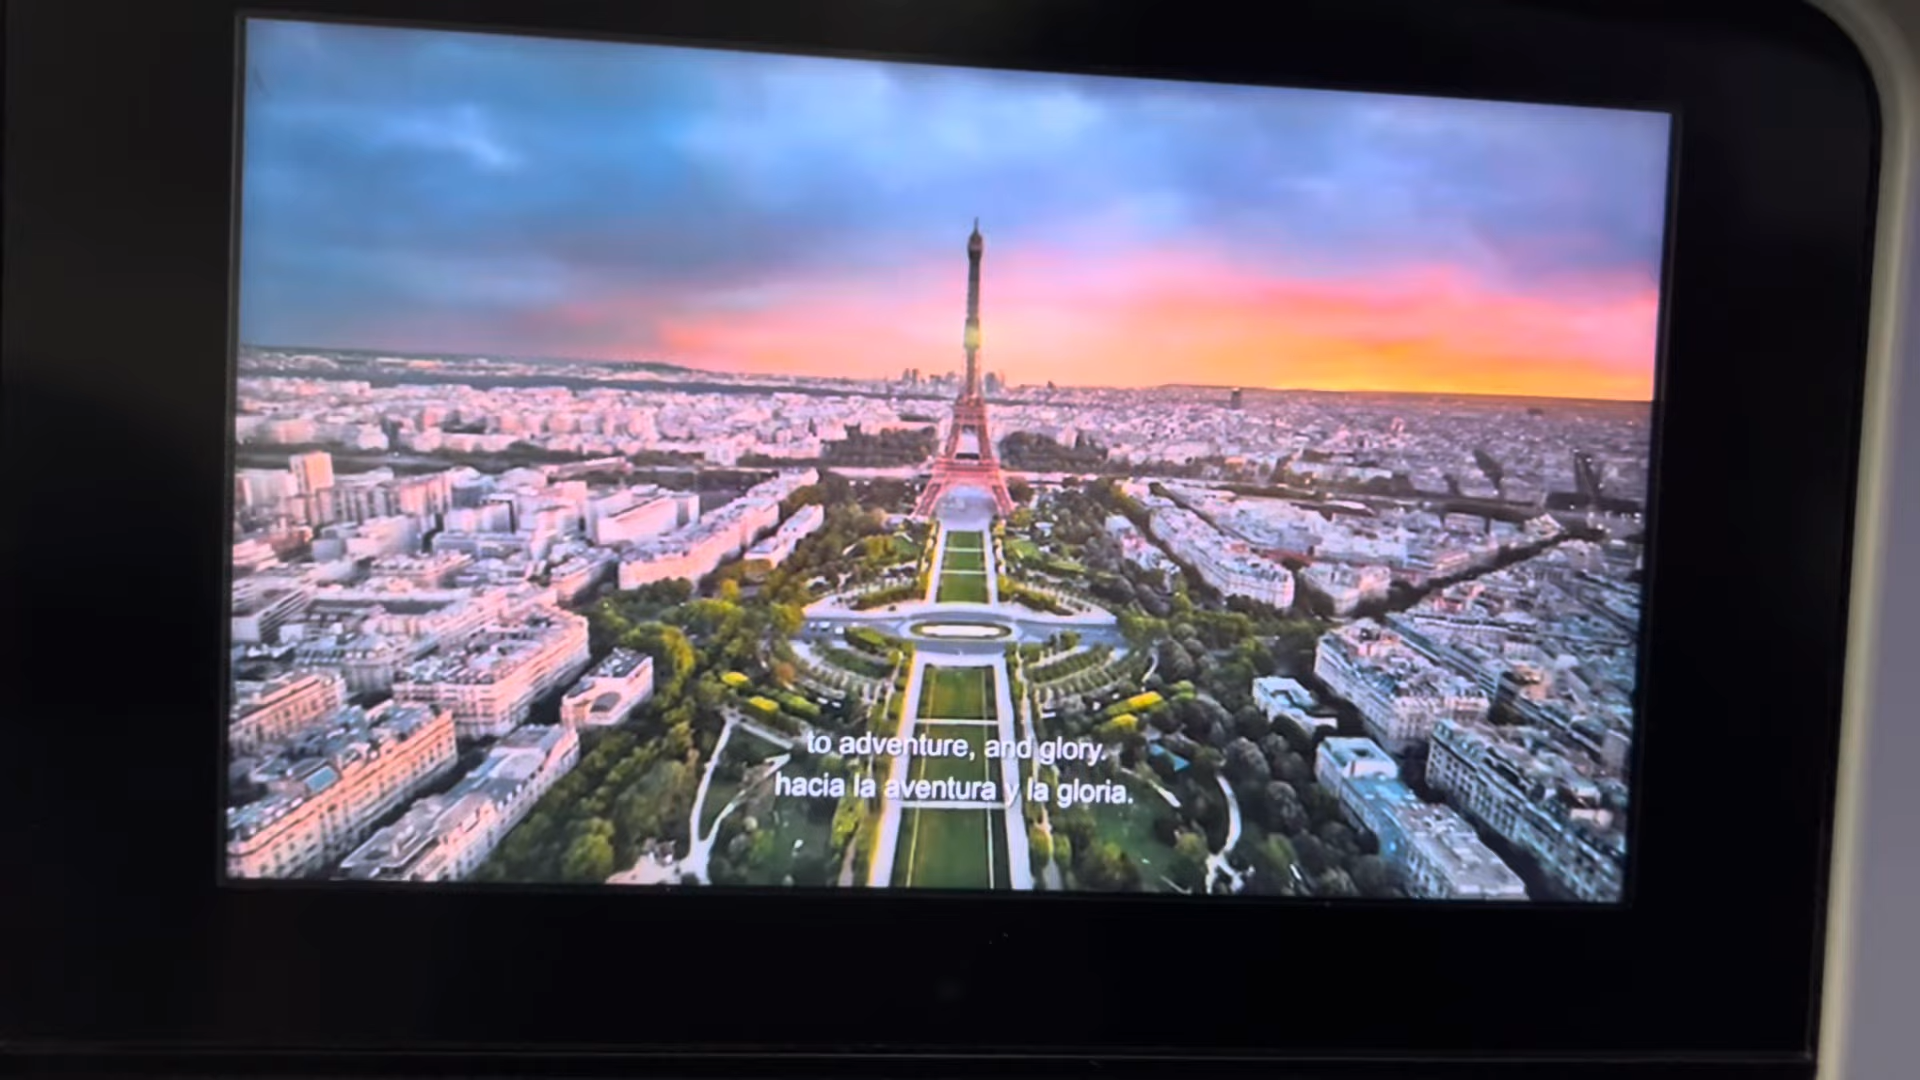 to adventure, and glory.
hacia la aventura y la gloria.